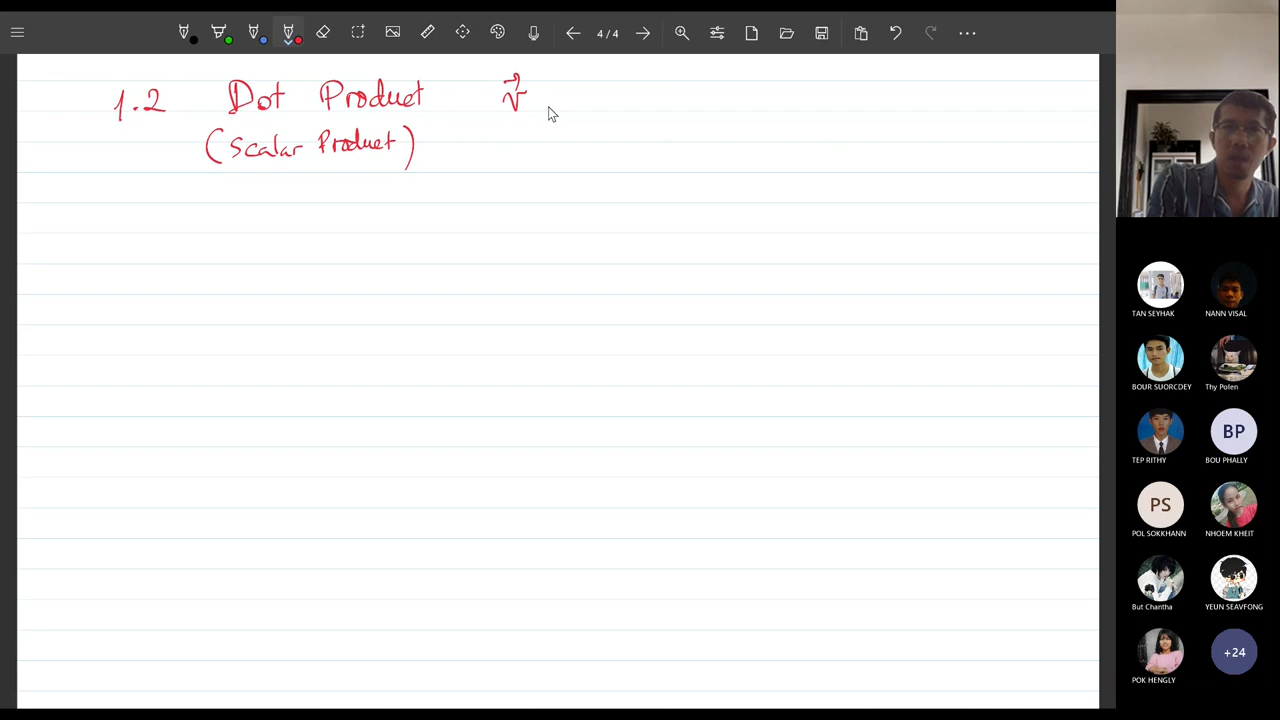 4/4
1.2 Dot Product v⃗
(Scalar Product)
TAN SEYHAK NANN VISAL
BOUR SUORCDEY Thy Polen
BP
TEP RITHY BOU PHALLY
PS
POL SOKKHANN NHOEM KHEIT
But Chantha YEUN SEAVFONG
+24
POK HENGLY